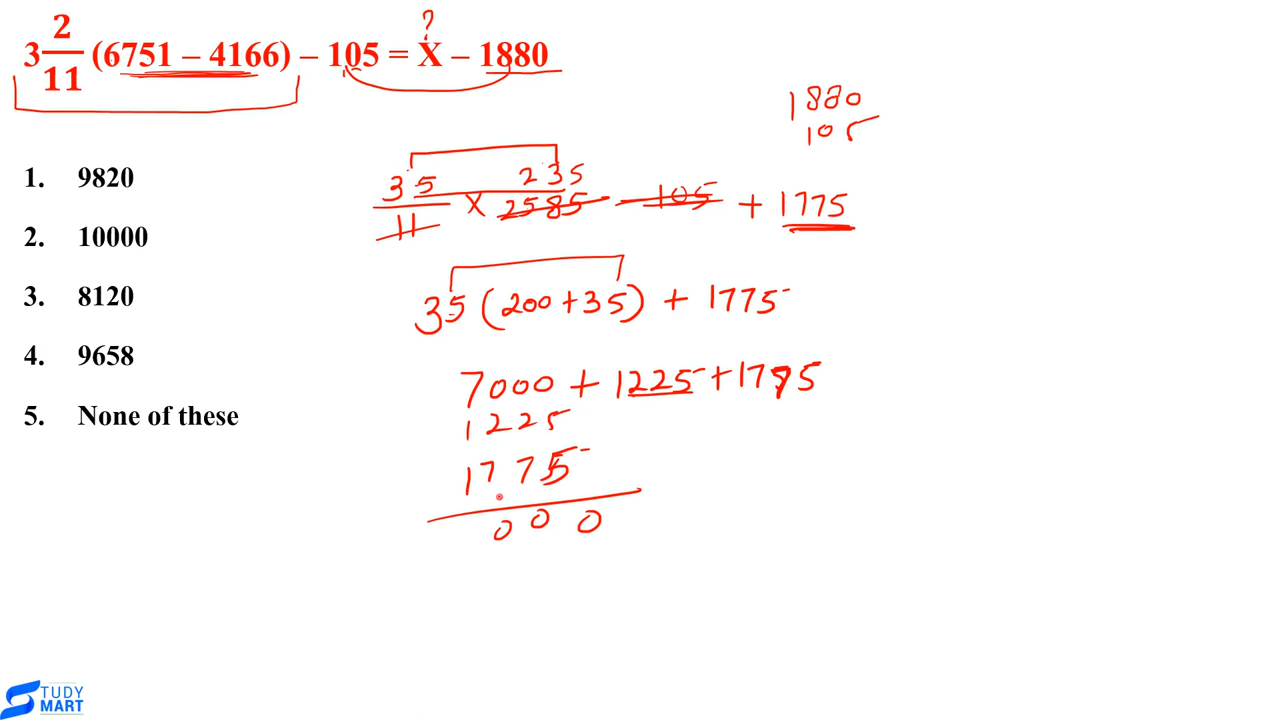 ?
3 2/11 (6751 – 4166) – 105 = X – 1880
1880
105
1. 9820
2. 10000
3. 8120
4. 9658
5. None of these
35/11 × 2585 235 – 105 + 1775
35 (200 + 35) + 1775
7000 + 1225 + 1775
1225
1775
000
STUDY
MART